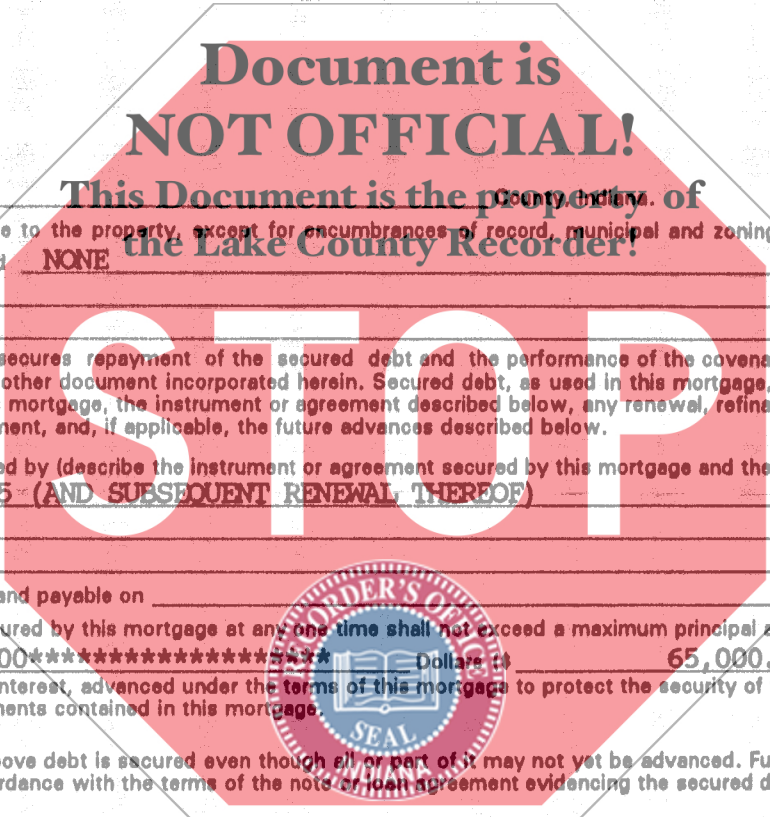 Document is
NOT OFFICIAL!
This Document is the property of
the Lake County Recorder!
County, Indiana.
e to the property, except for encumbrances of record, municipal and zoning
NONE
STOP
secures repayment of the secured debt and the performance of the covena
other document incorporated herein. Secured debt, as used in this mortgage,
mortgage, the instrument or agreement described below, any renewal, refina
ment, and, if applicable, the future advances described below.
ed by (describe the instrument or agreement secured by this mortgage and the
5 (AND SUBSEQUENT RENEWAL THEREOF)
and payable on
ured by this mortgage at any one time shall not exceed a maximum principal a
00******************* Dollars ($ 65,000.
nterest, advanced under the terms of this mortgage to protect the security of
ments contained in this mortgage.
RECORDER'S OFFICE
SEAL
INDIANA
ove debt is secured even though all or part of it may not yet be advanced. Fu
rdance with the terms of the note or loan agreement evidencing the secured d